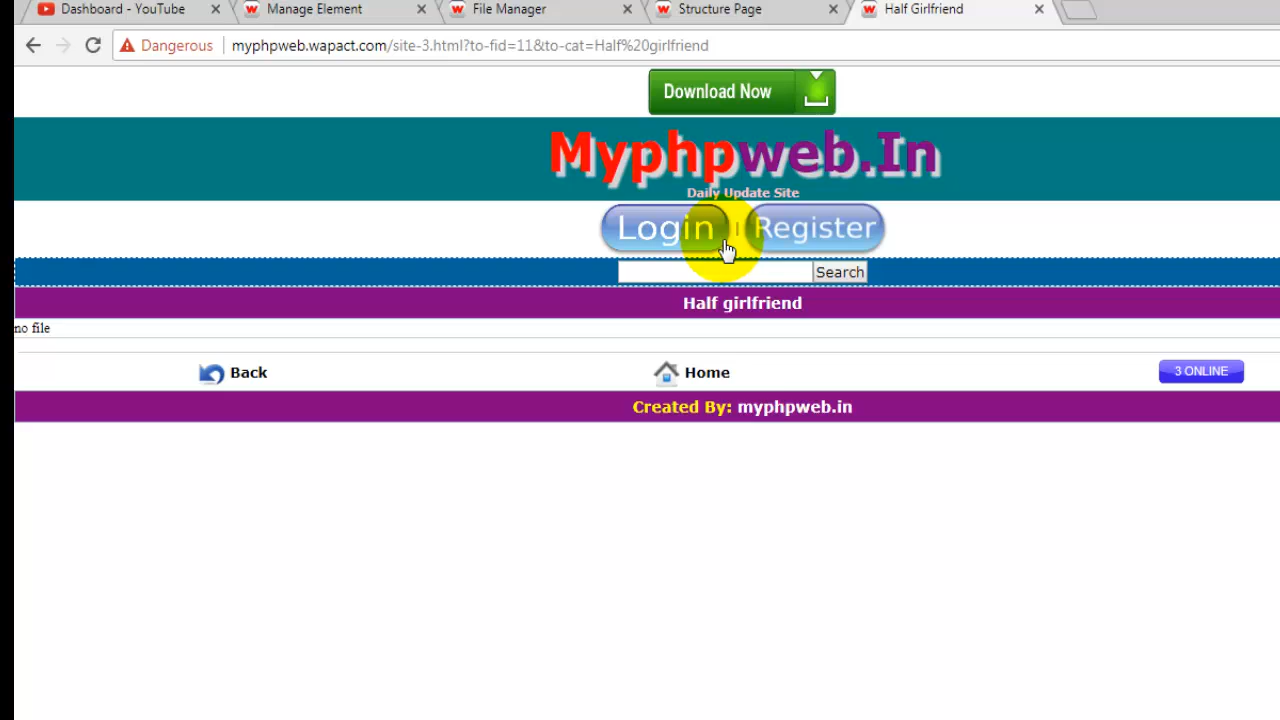 Dashboard - YouTube Manage Element File Manager Structure Page Half Girlfriend
Dangerous myphpweb.wapact.com/site-3.html?to-fid=11&to-cat=Half%20girlfriend
Download Now
Myphpweb.In
Daily Update Site
Login | Register
Search
Half girlfriend
no file
Back Home 3 ONLINE
Created By: myphpweb.in